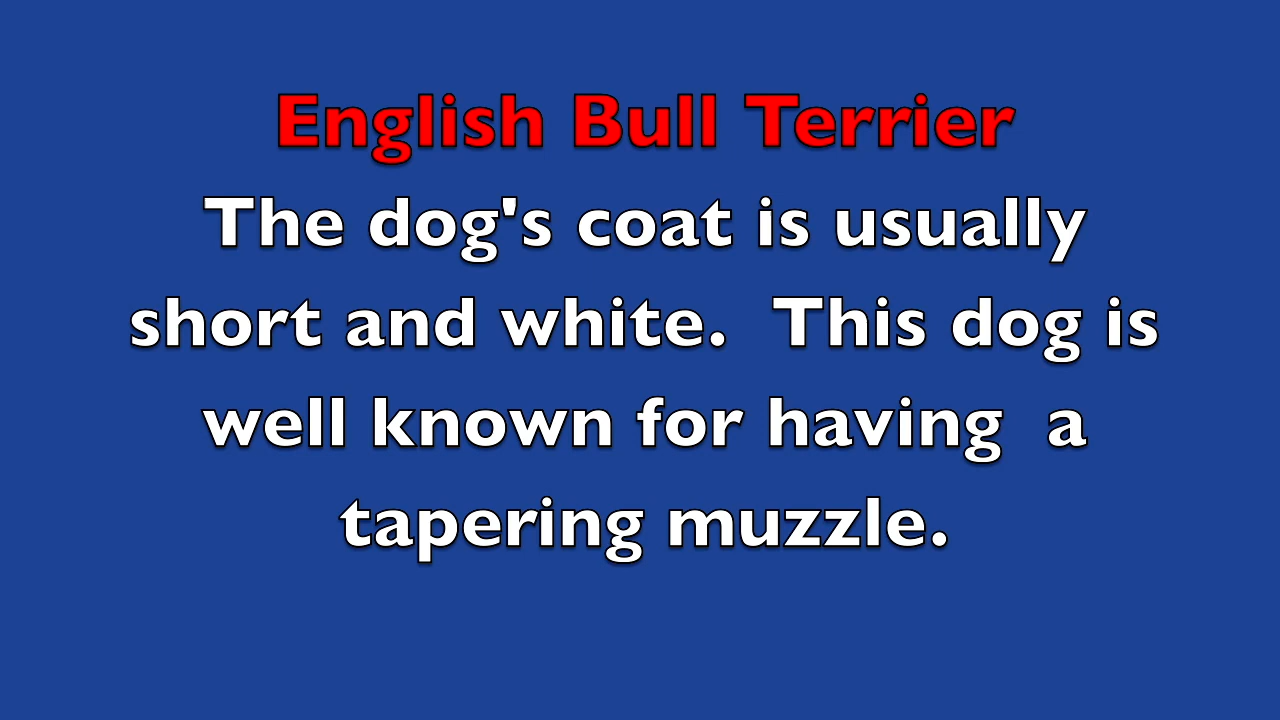 English Bull Terrier
The dog's coat is usually
short and white.  This dog is
well known for having  a
tapering muzzle.